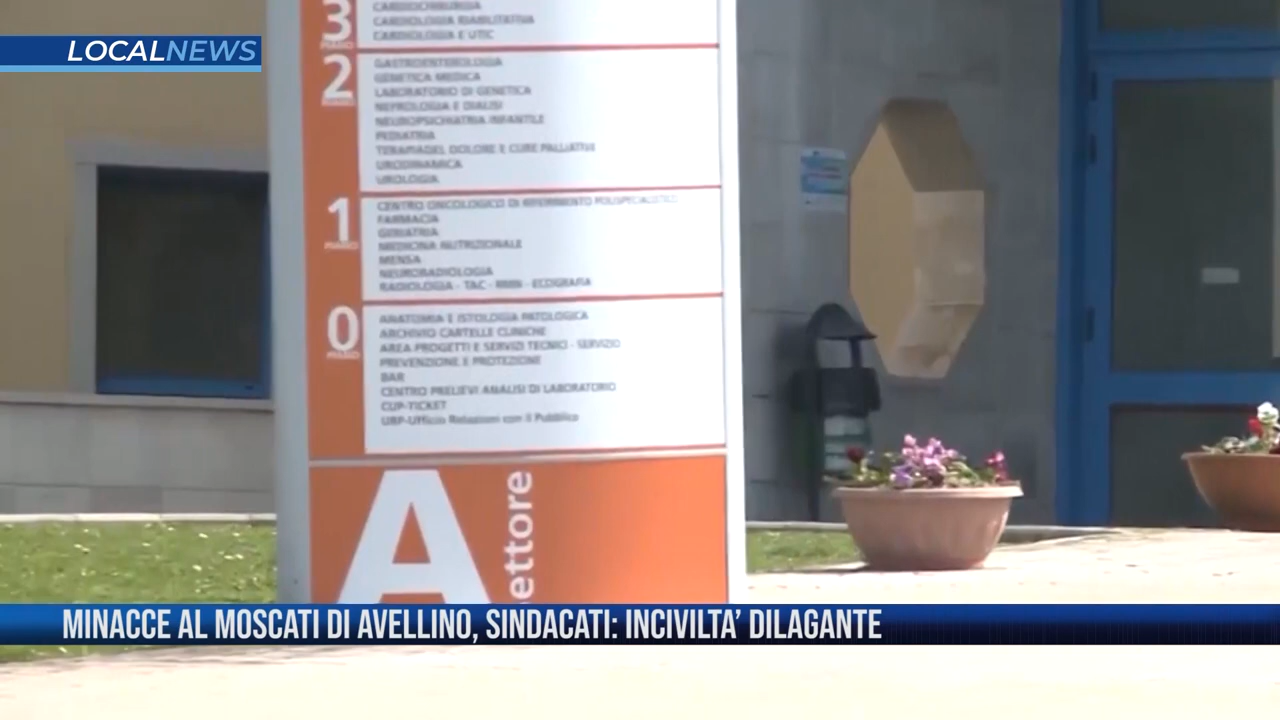 LOCALNEWS
3
PIANO
CARDIOCHIRURGIA
CARDIOLOGIA RIABILITATIVA
CARDIOLOGIA E UTIC
2
PIANO
GASTROENTEROLOGIA
GENETICA MEDICA
LABORATORIO DI GENETICA
NEFROLOGIA E DIALISI
NEUROPSICHIATRIA INFANTILE
PEDIATRIA
TERAPIA DEL DOLORE E CURE PALLIATIVE
URODINAMICA
UROLOGIA
1
PIANO
CENTRO ONCOLOGICO DI RIFERIMENTO POLISPECIALISTICO
FARMACIA
GERIATRIA
MEDICINA NUTRIZIONALE
MENSA
NEURORADIOLOGIA
RADIOLOGIA - TAC - RMN - ECOGRAFIA
0
PIANO
ANATOMIA E ISTOLOGIA PATOLOGICA
ARCHIVIO CARTELLE CLINICHE
AREA PROGETTI E SERVIZI TECNICI - SERVIZIO
PREVENZIONE E PROTEZIONE
BAR
CENTRO PRELIEVI ANALISI DI LABORATORIO
CUP-TICKET
URP-Ufficio Relazioni con il Pubblico
A
ettore
MINACCE AL MOSCATI DI AVELLINO, SINDACATI: INCIVILTA' DILAGANTE